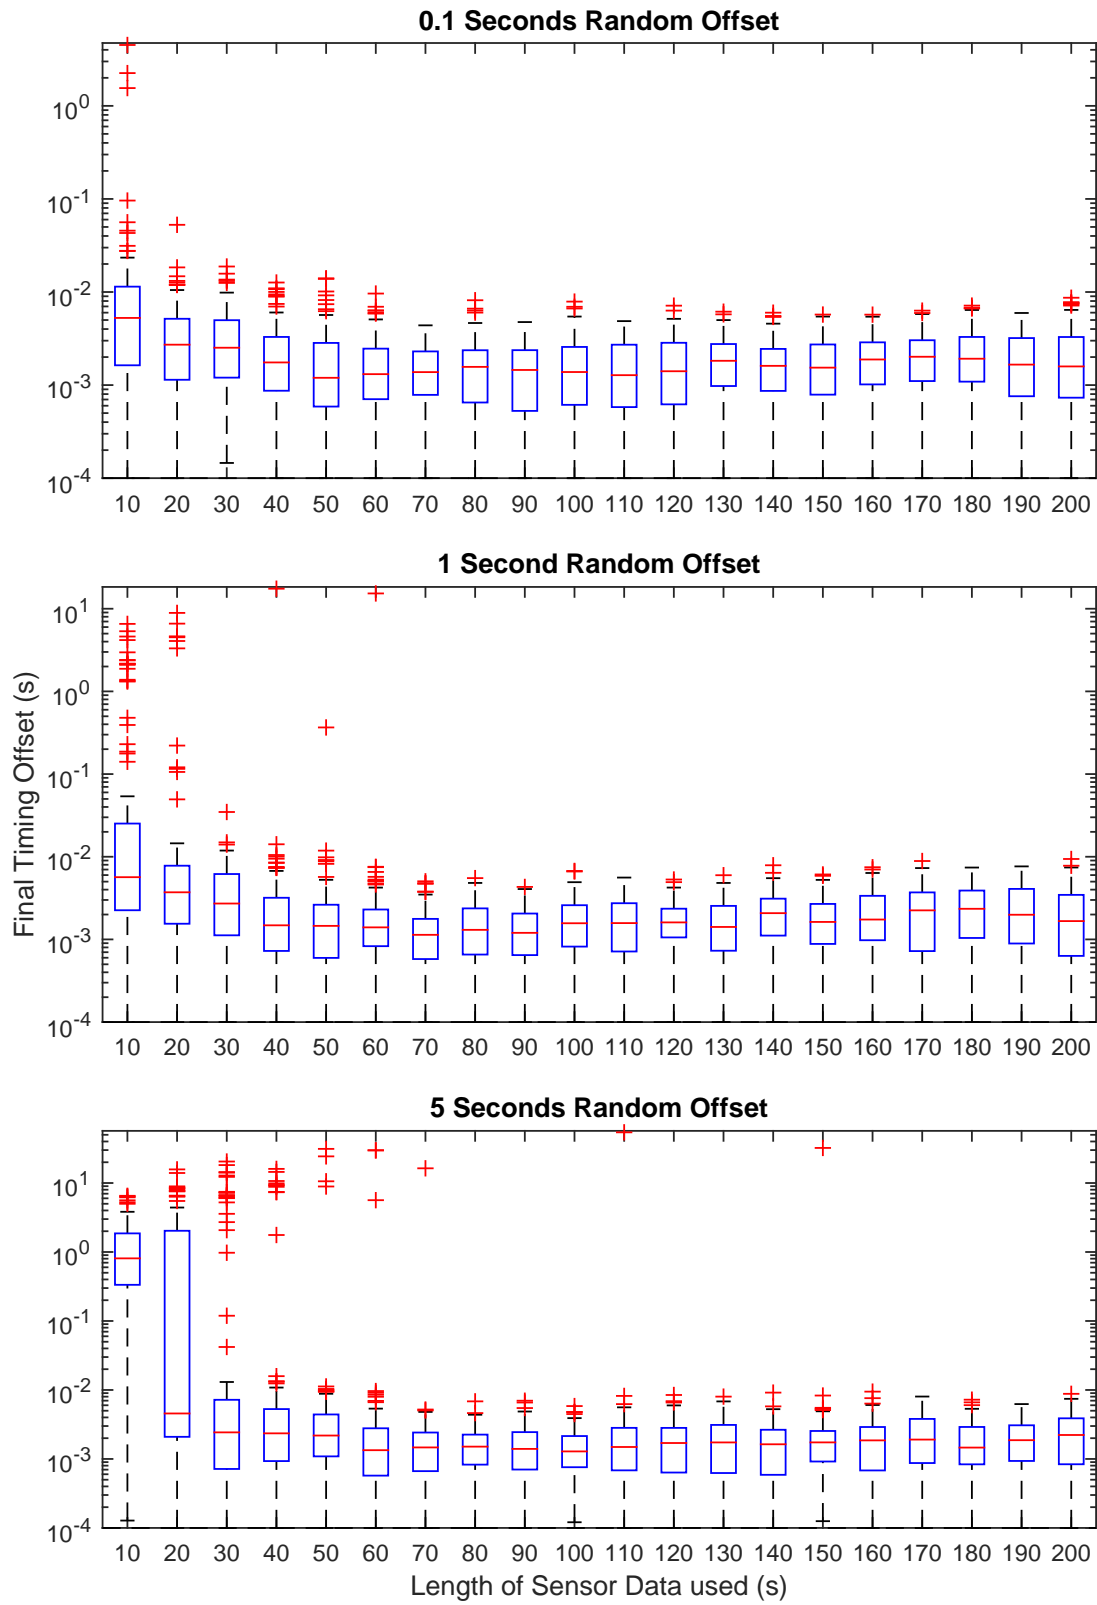 0.1 Seconds Random Offset
10^0
10^-1
10^-2
10^-3
10^-4
10 20 30 40 50 60 70 80 90 100 110 120 130 140 150 160 170 180 190 200
1 Second Random Offset
Final Timing Offset (s)
10^1
10^0
10^-1
10^-2
10^-3
10^-4
10 20 30 40 50 60 70 80 90 100 110 120 130 140 150 160 170 180 190 200
5 Seconds Random Offset
10^1
10^0
10^-1
10^-2
10^-3
10^-4
10 20 30 40 50 60 70 80 90 100 110 120 130 140 150 160 170 180 190 200
Length of Sensor Data used (s)